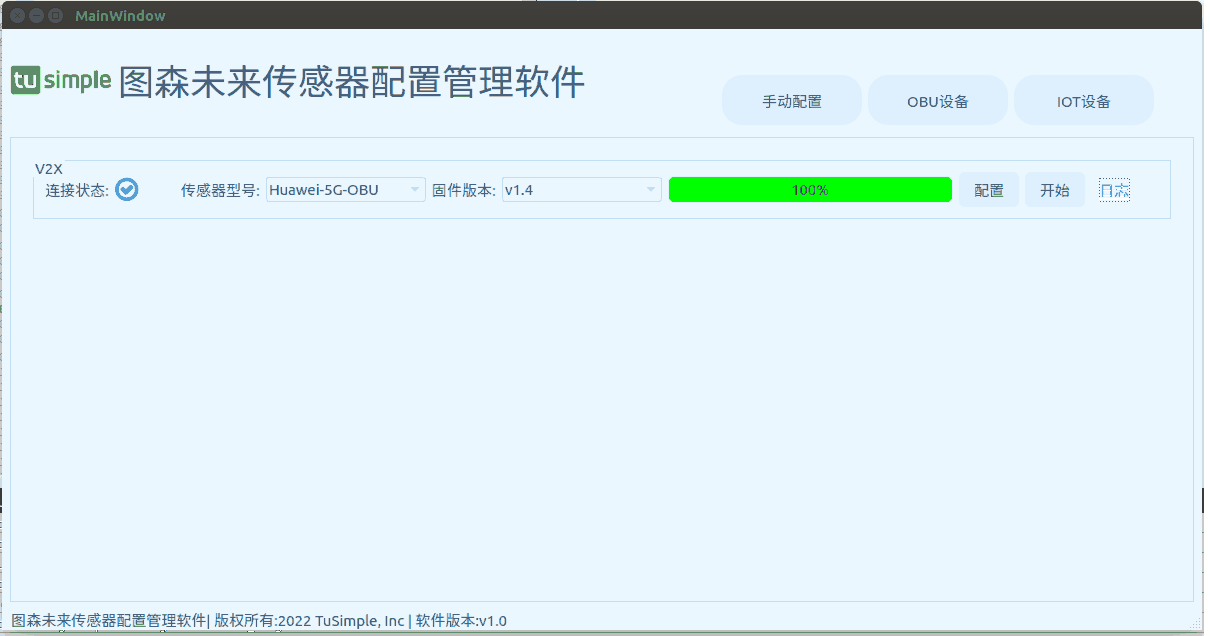 MainWindow
tusimple 图森未来传感器配置管理软件
手动配置 OBU设备 IOT设备
V2X
连接状态: 传感器型号: Huawei-5G-OBU 固件版本: v1.4 100% 配置 开始 日志
图森未来传感器配置管理软件| 版权所有:2022 TuSimple, Inc | 软件版本:v1.0